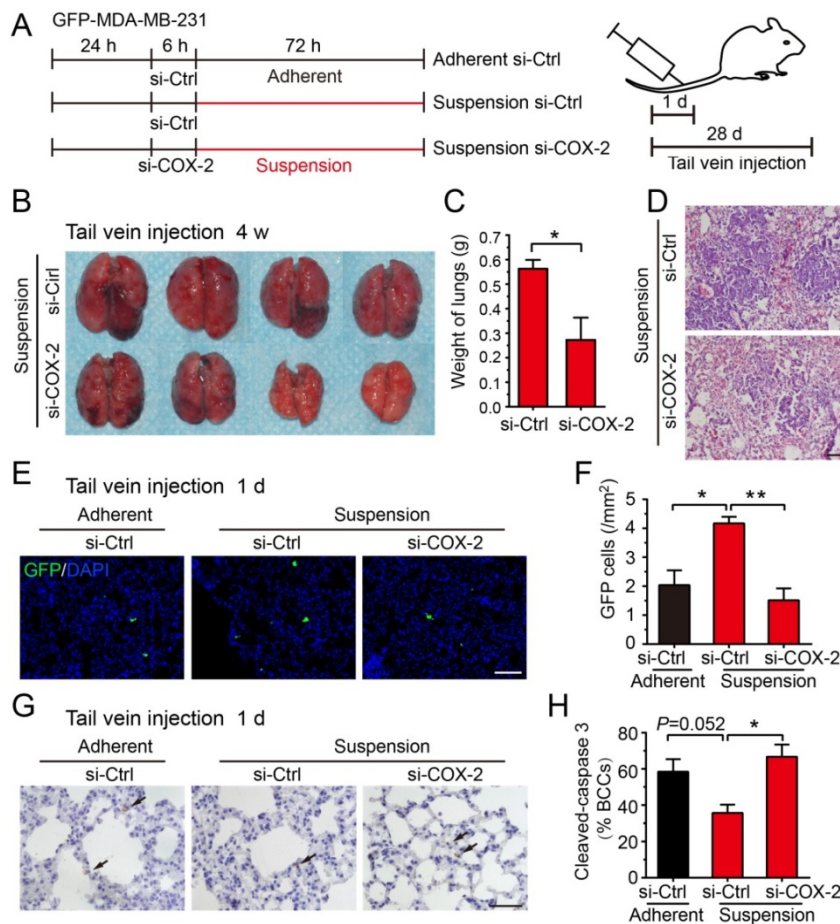 A
GFP-MDA-MB-231
24 h 6 h 72 h
si-Ctrl Adherent Adherent si-Ctrl
si-Ctrl Suspension si-Ctrl
si-COX-2 Suspension Suspension si-COX-2
1 d
28 d
Tail vein injection
B
Tail vein injection 4 w
Suspension
si-Cirl
si-COX-2
C
Weight of lungs (g)
0.7
0.6
0.5
0.4
0.3
0.2
0.1
0.0
*
si-Ctrl si-COX-2
D
Suspension
si-Ctrl
si-COX-2
E
Tail vein injection 1 d
Adherent Suspension
si-Ctrl si-Ctrl si-COX-2
GFP/DAPI
F
GFP cells (/mm²)
5
4
3
2
1
0
* **
si-Ctrl si-Ctrl si-COX-2
Adherent Suspension
G
Tail vein injection 1 d
Adherent Suspension
si-Ctrl si-Ctrl si-COX-2
H
Cleaved-caspase 3
(% BCCs)
80
60
40
20
0
P=0.052 *
si-Ctrl si-Ctrl si-COX-2
Adherent Suspension